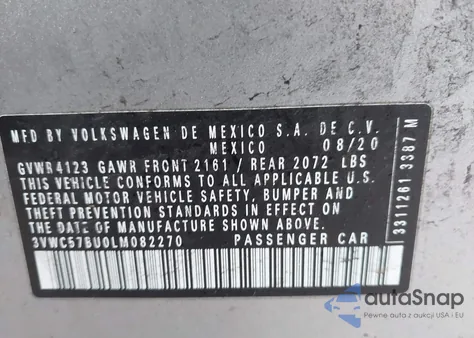 MFD BY VOLKSWAGEN DE MEXICO S.A. DE C.V.
MEXICO 08/20
GVWR 4123 GAWR FRONT 2161 / REAR 2072 LBS
THIS VEHICLE CONFORMS TO ALL APPLICABLE U.S.
FEDERAL MOTOR VEHICLE SAFETY, BUMPER AND
THEFT PREVENTION STANDARDS IN EFFECT ON
THE DATE OF MANUFACTURE SHOWN ABOVE.
3VWC57BU0LM082270 PASSENGER CAR
3311261 3387 M
autoSnap
Pewne auta z aukcji USA i EU